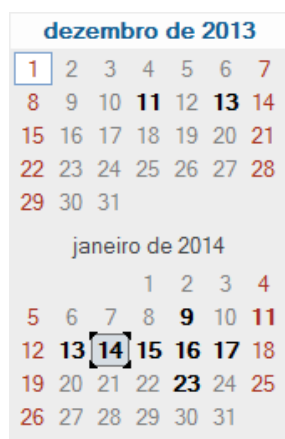 dezembro de 2013
1 2 3 4 5 6 7
8 9 10 11 12 13 14
15 16 17 18 19 20 21
22 23 24 25 26 27 28
29 30 31
janeiro de 2014
1 2 3 4
5 6 7 8 9 10 11
12 13 14 15 16 17 18
19 20 21 22 23 24 25
26 27 28 29 30 31